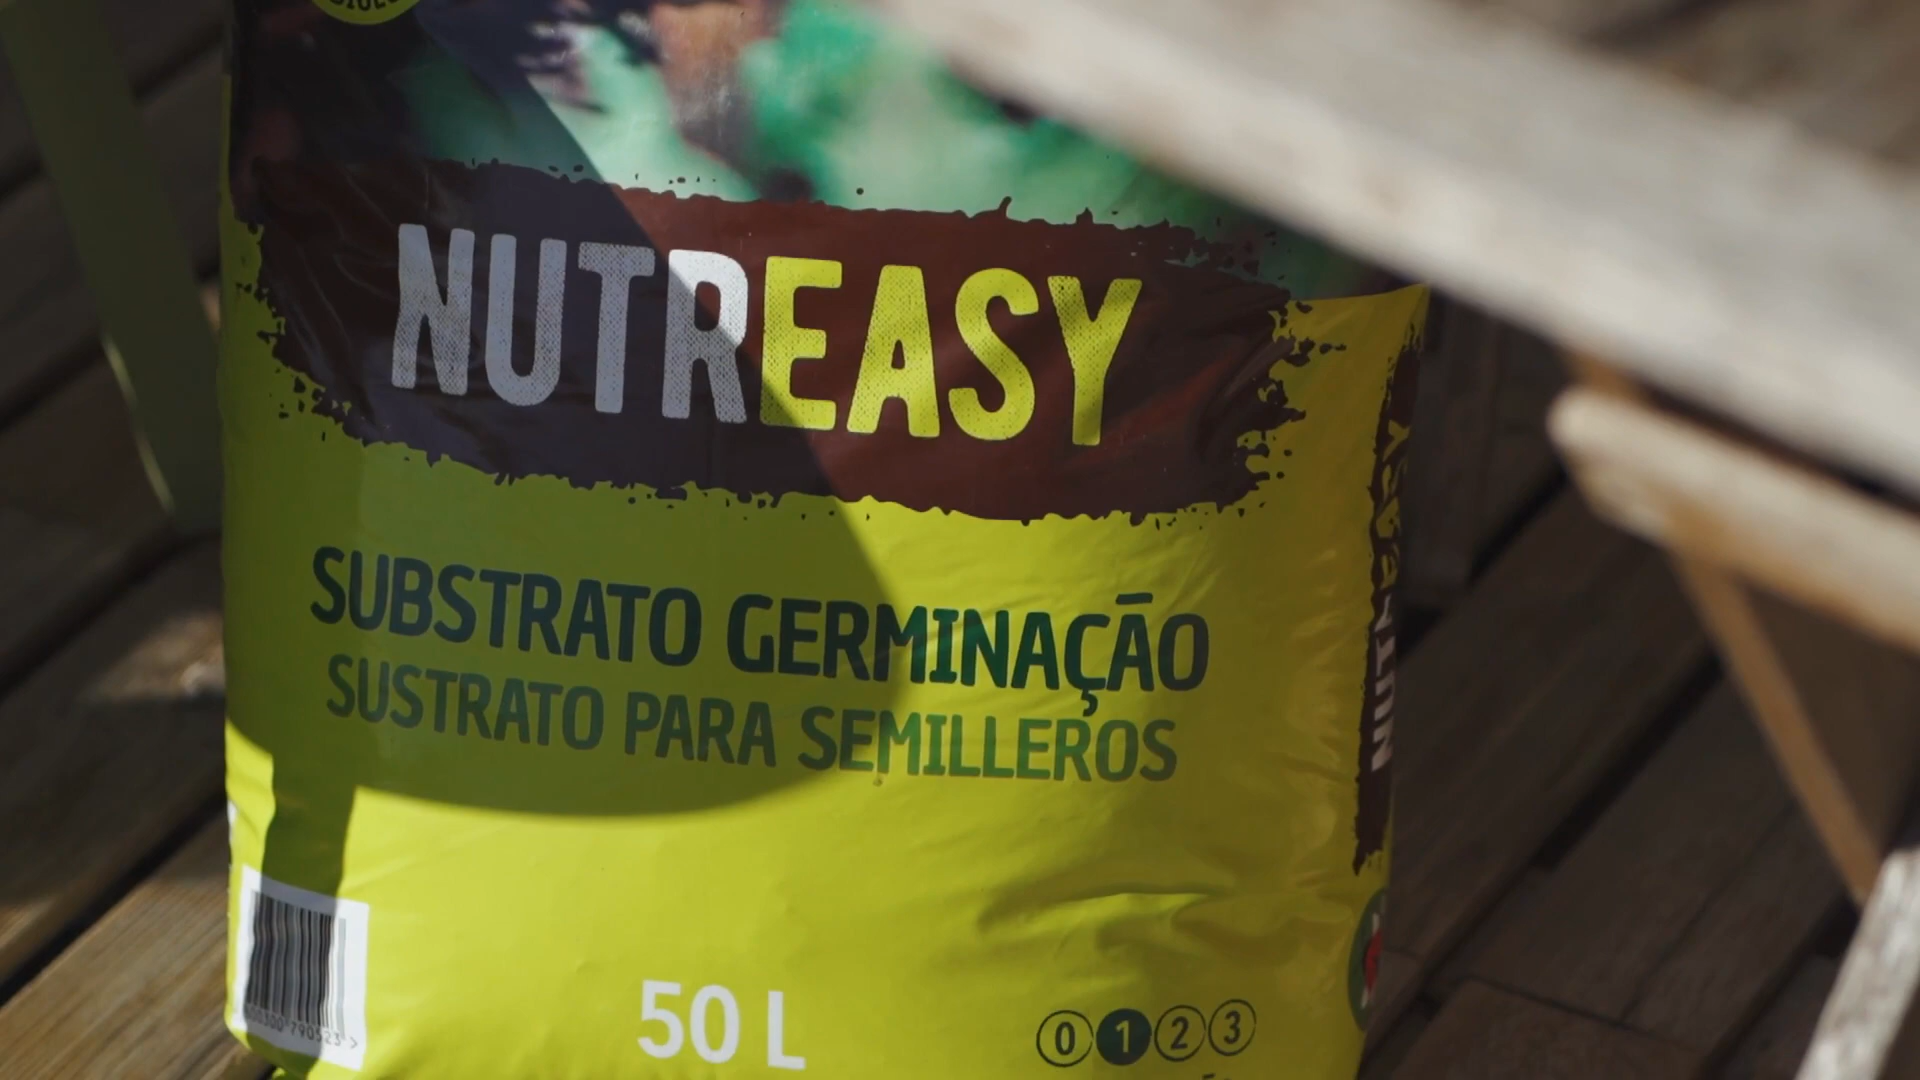 NUTREASY
SUBSTRATO GERMINAÇÃO
SUSTRATO PARA SEMILLEROS
NUTREASY
50 L
0 1 2 3